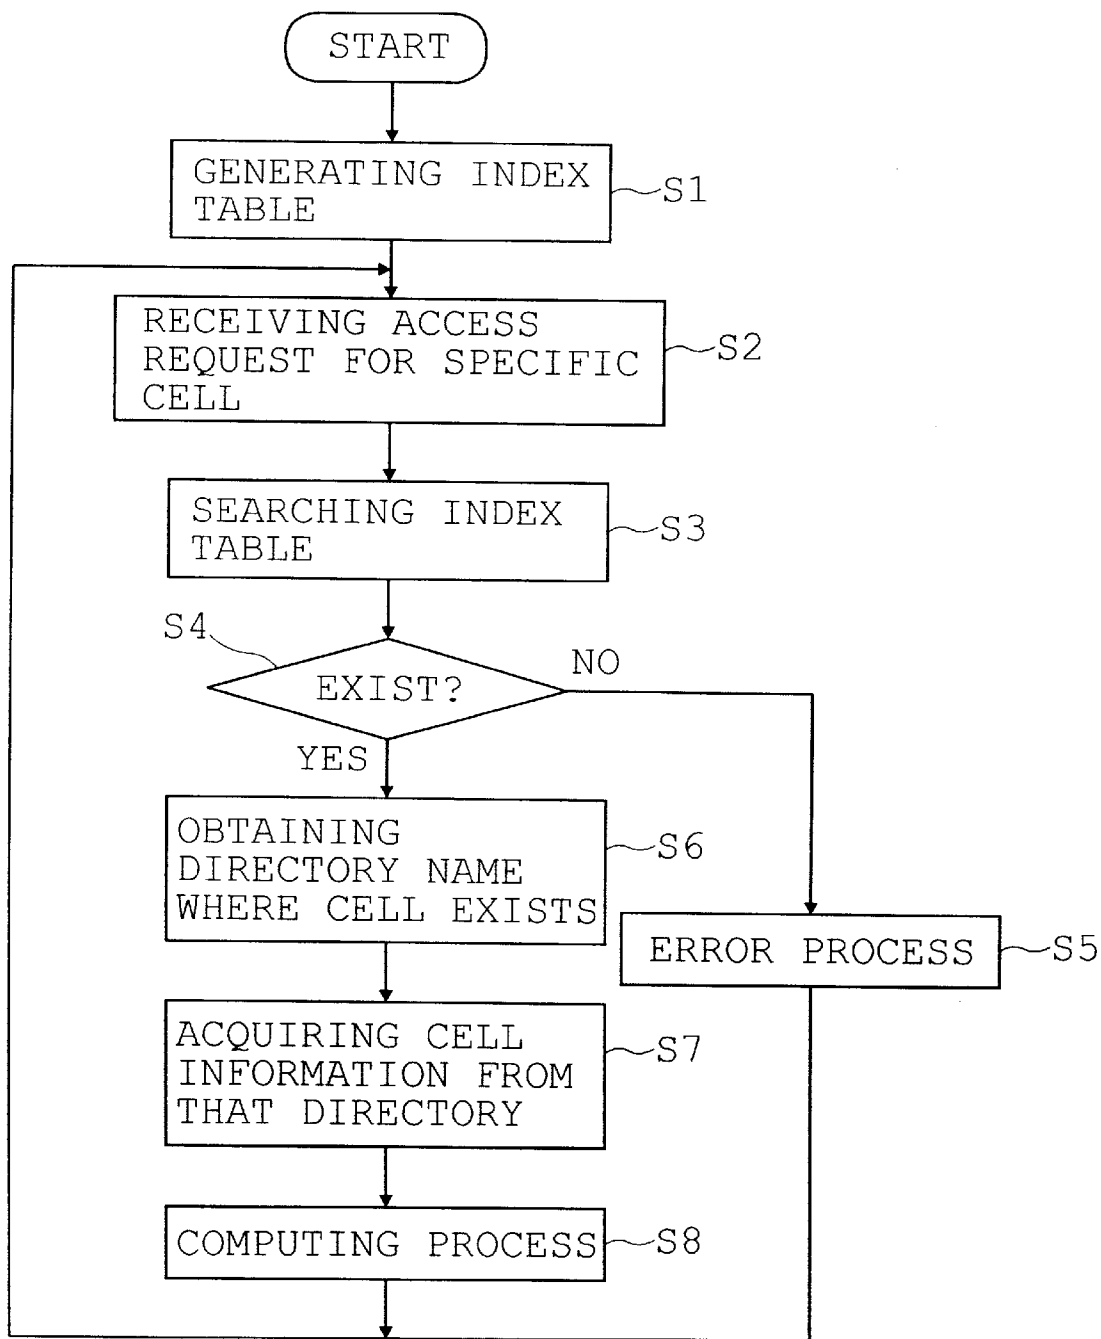 START
GENERATING INDEX
TABLE
S1
RECEIVING ACCESS
REQUEST FOR SPECIFIC
CELL
S2
SEARCHING INDEX
TABLE
S3
S4
EXIST?
NO
YES
OBTAINING
DIRECTORY NAME
WHERE CELL EXISTS
S6
ERROR PROCESS
S5
ACQUIRING CELL
INFORMATION FROM
THAT DIRECTORY
S7
COMPUTING PROCESS
S8